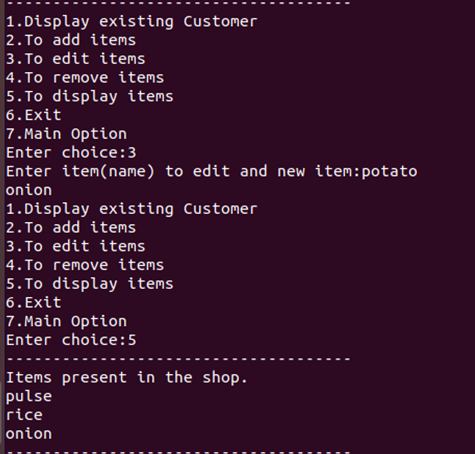 -------------------------------------
1.Display existing Customer
2.To add items
3.To edit items
4.To remove items
5.To display items
6.Exit
7.Main Option
Enter choice:3
Enter item(name) to edit and new item:potato
onion
1.Display existing Customer
2.To add items
3.To edit items
4.To remove items
5.To display items
6.Exit
7.Main Option
Enter choice:5
-------------------------------------
Items present in the shop.
pulse
rice
onion
-------------------------------------